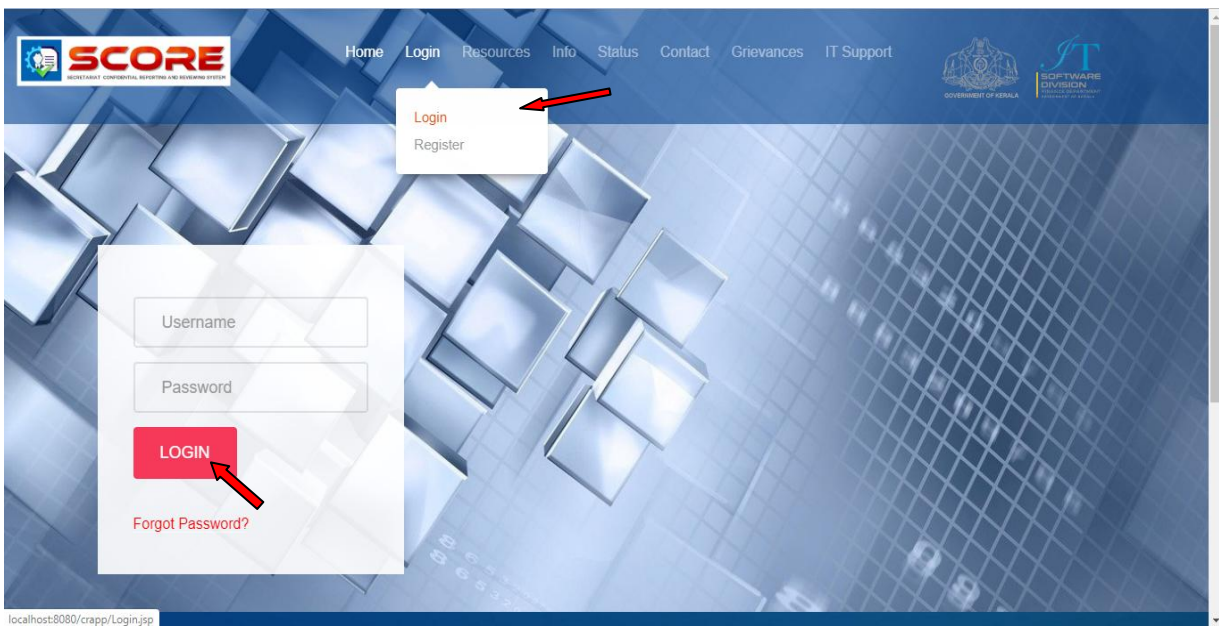 SCORE
SECRETARIAT CONFIDENTIAL REPORTING AND REVIEWING SYSTEM
Home Login Resources Info Status Contact Grievances IT Support
GOVERNMENT OF KERALA
IT
SOFTWARE
DIVISION
Login
Register
Username
Password
LOGIN
Forgot Password?
localhost:8080/crapp/Login.jsp